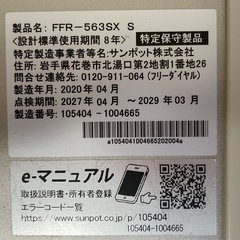 製品名: FFR-563SX S
<設計標準使用期間 8年> 特定保守製品
特定製造事業者等名: サンポット株式会社
住所: 岩手県花巻市北湯口第2地割1番地26
連絡先: 0120-911-064 (フリーダイヤル)
製造年月: 2020年04月
点検期間: 2027年04月 ～ 2029年03月
製造番号: 105404-1004665
a1054041004665202004a
e-マニュアル
取扱説明書・所有者登録
エラーコード一覧
https://www.sunpot.co.jp/p/105404
105404-1004665